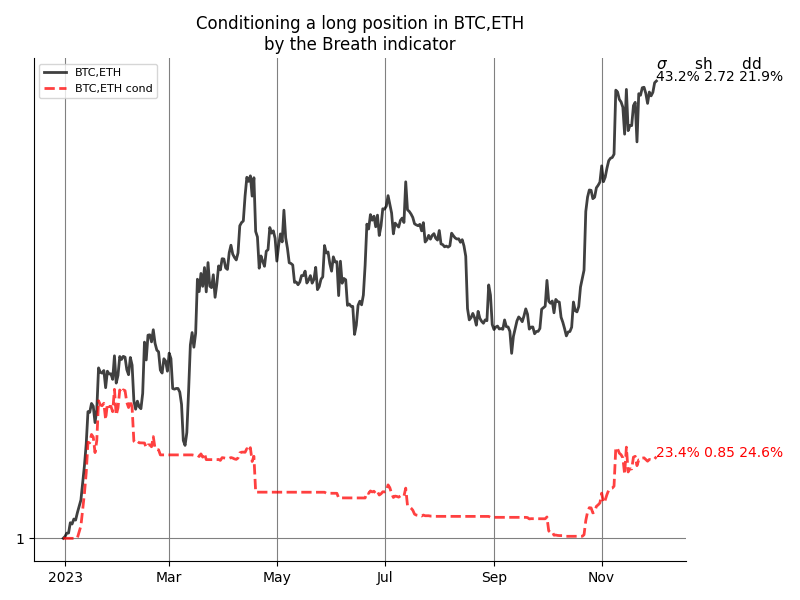 Conditioning a long position in BTC,ETH
by the Breath indicator
σ sh dd
43.2% 2.72 21.9%
BTC,ETH
BTC,ETH cond
23.4% 0.85 24.6%
1
2023 Mar May Jul Sep Nov